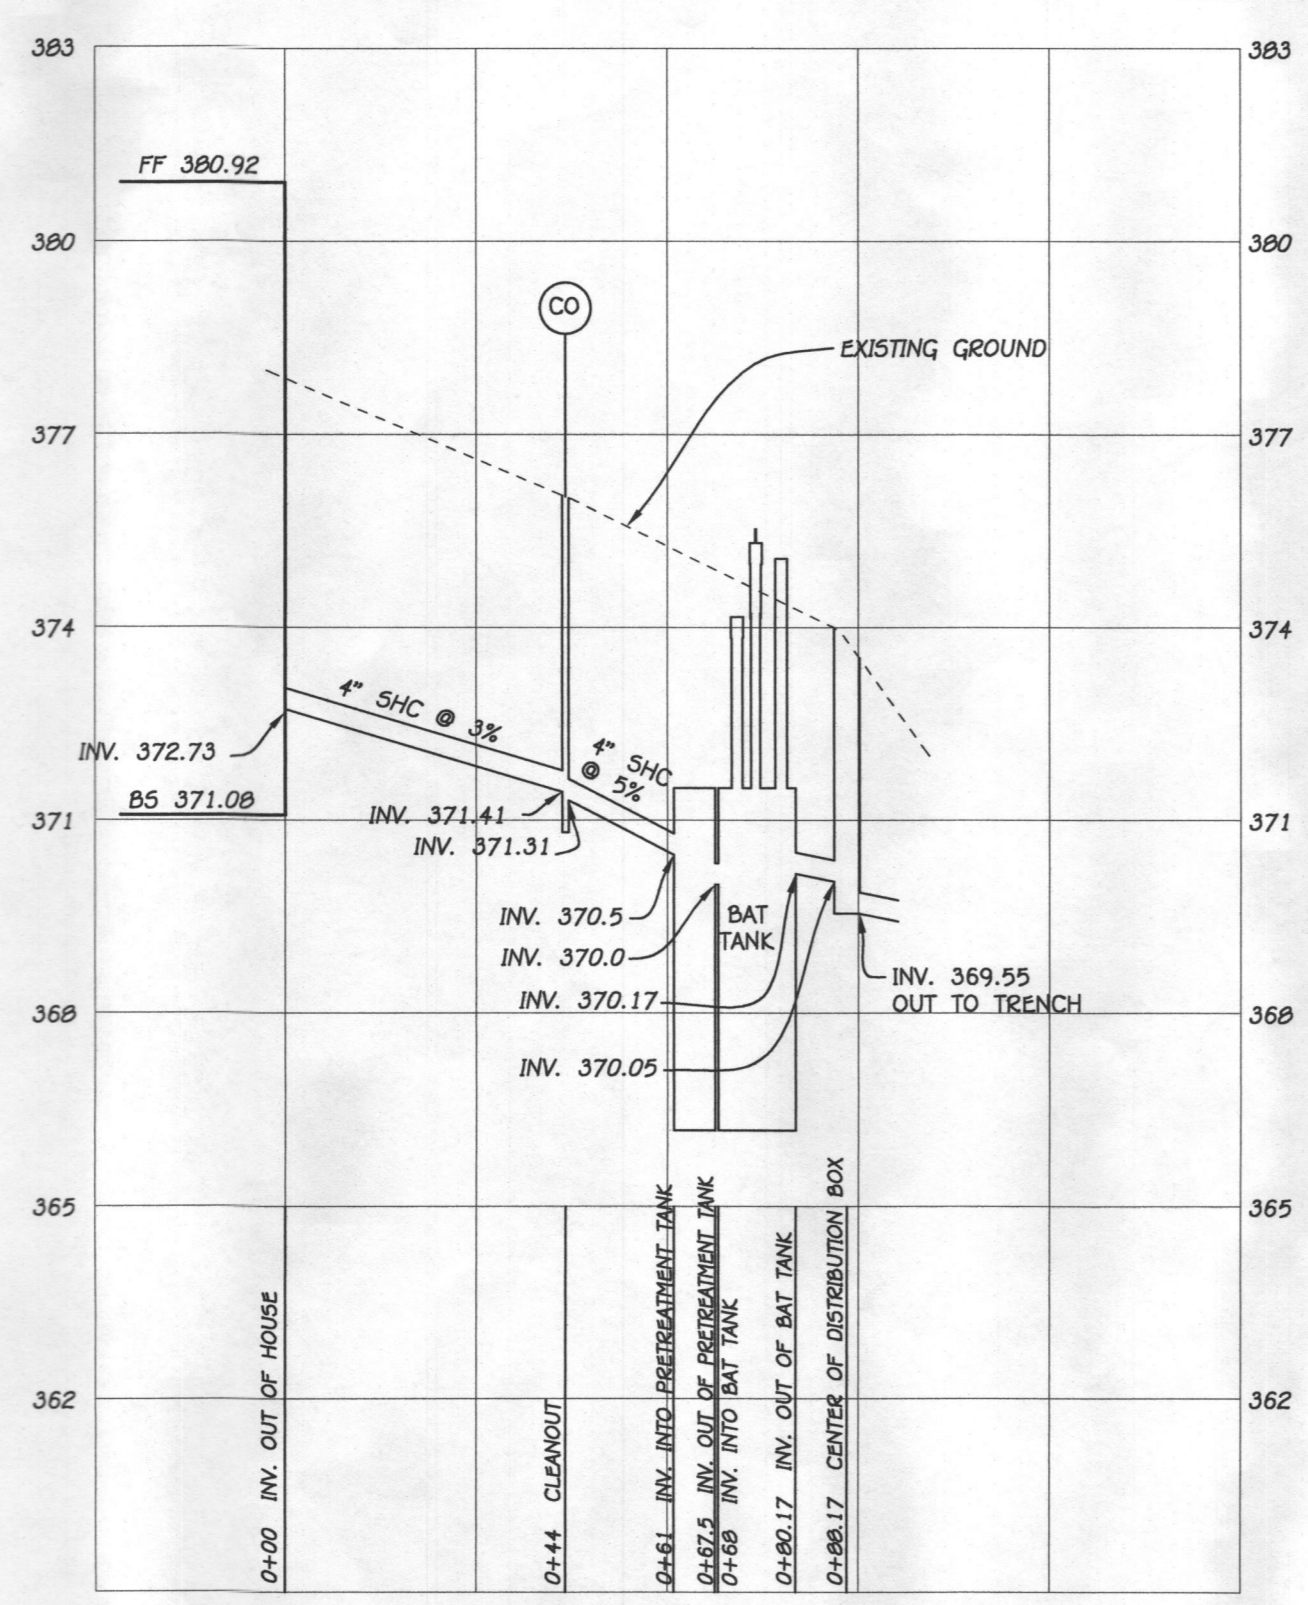 383
383
FF 380.92
380
380
CO
EXISTING GROUND
377
377
374
374
4" SHC @ 3%
4" SHC
@ 5%
INV. 372.73
BS 371.08
371
371
INV. 371.41
INV. 371.31
INV. 370.5
BAT
TANK
INV. 370.0
INV. 369.55
OUT TO TRENCH
INV. 370.17
368
368
INV. 370.05
365
365
362
362
0+00 INV. OUT OF HOUSE
0+44 CLEANOUT
0+61 INV. INTO PRETREATMENT TANK
0+67.5 INV. OUT OF PRETREATMENT TANK
0+68 INV. INTO BAT TANK
0+80.17 INV. OUT OF BAT TANK
0+88.17 CENTER OF DISTRIBUTION BOX